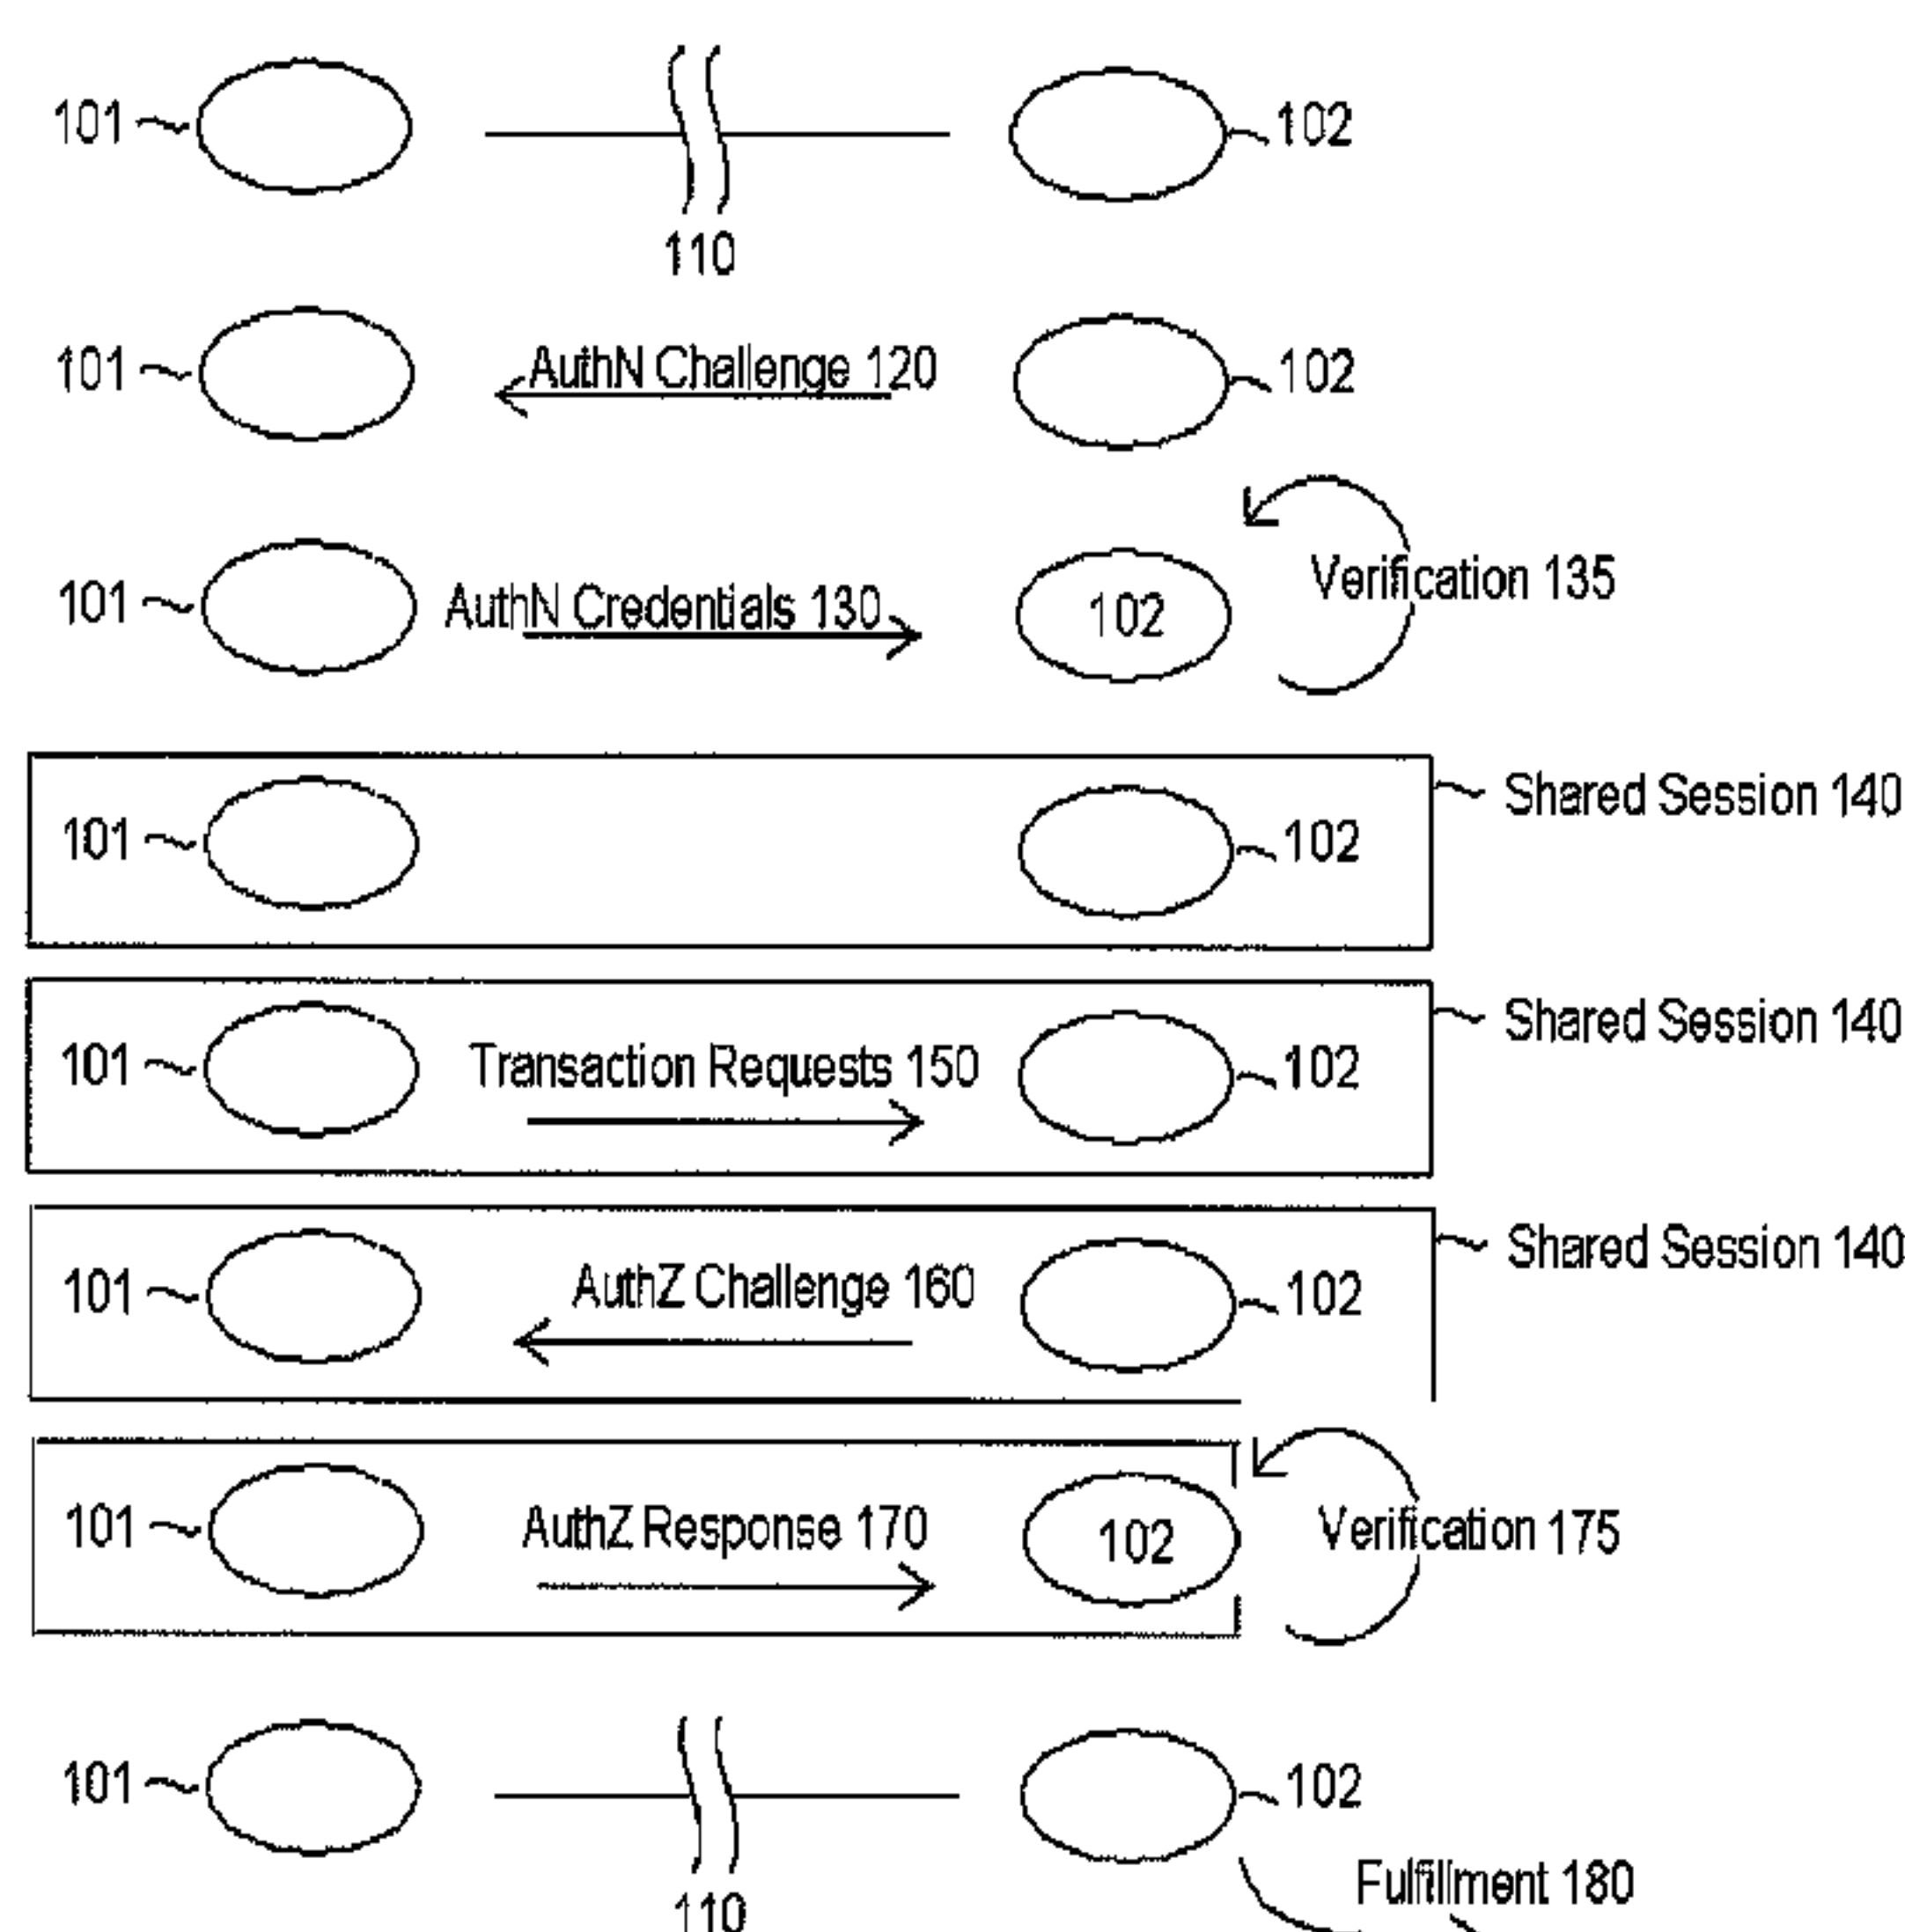 101 102
110
101 AuthN Challenge 120 102
101 AuthN Credentials 130 102 Verification 135
Shared Session 140
101 102
Shared Session 140
101 Transaction Requests 150 102
Shared Session 140
101 AuthZ Challenge 160 102
101 AuthZ Response 170 102 Verification 175
101 102
Fulfillment 180
110